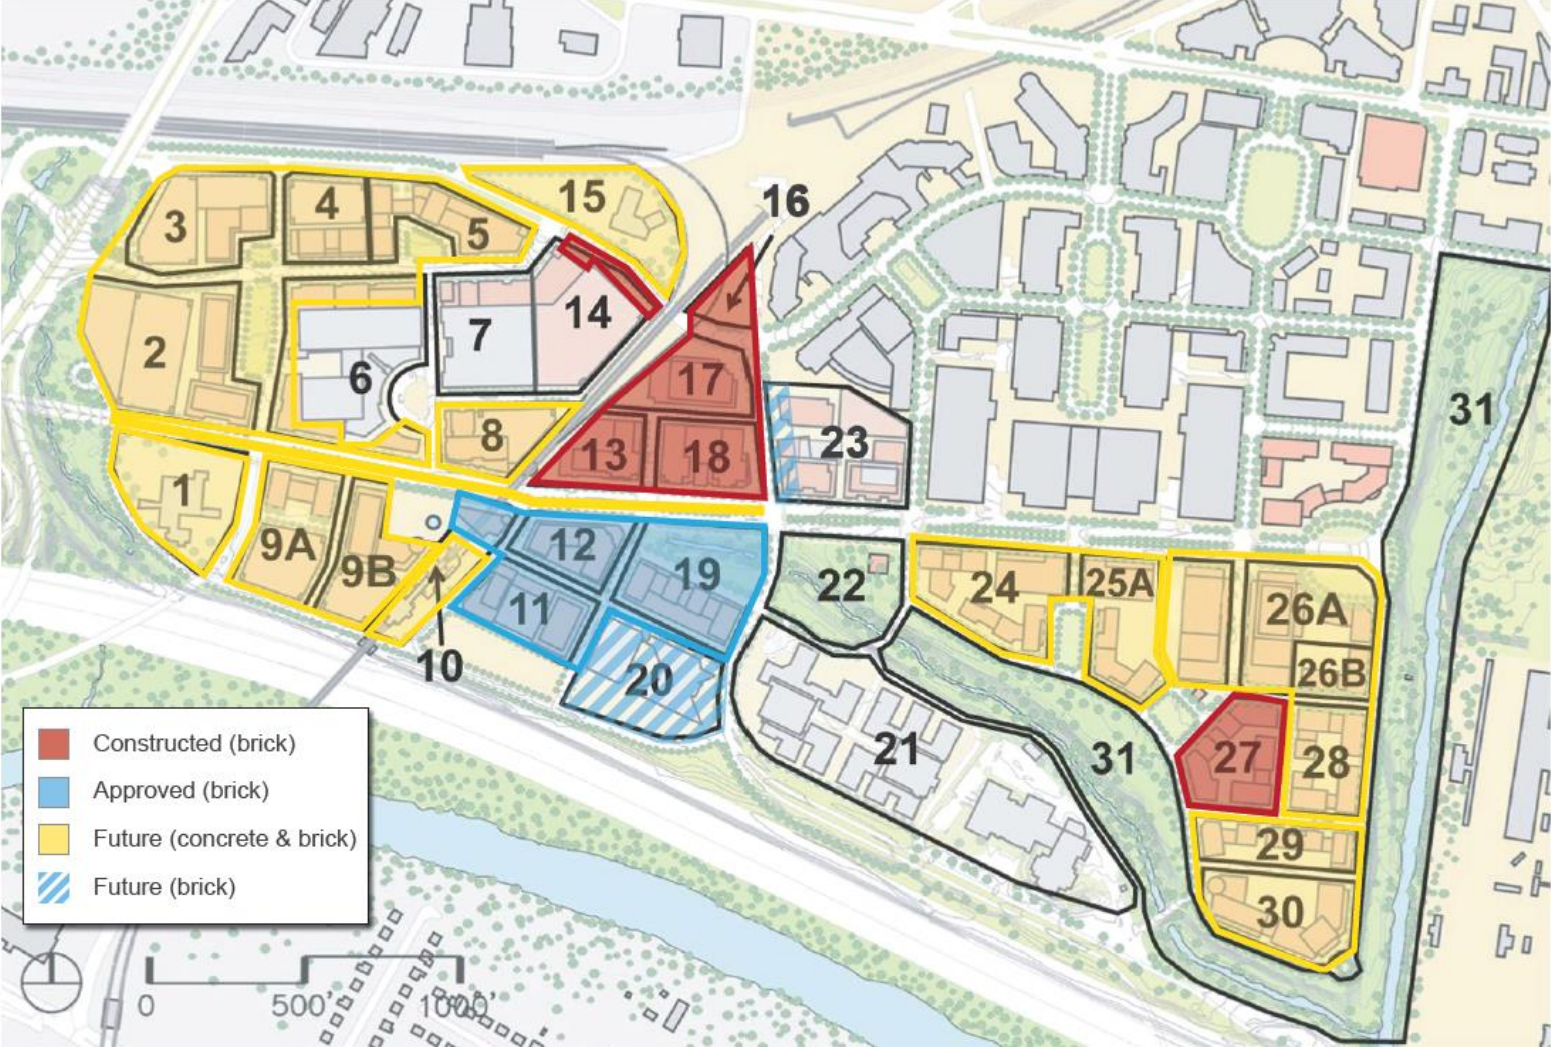 16
15
3
4
5
14
7
2
6
17
31
8
13
18
23
1
9A
9B
12
19
11
22
24
25A
26A
26B
10
20
21
31
27
28
29
30
Constructed (brick)
Approved (brick)
Future (concrete & brick)
Future (brick)
0 500' 1000'